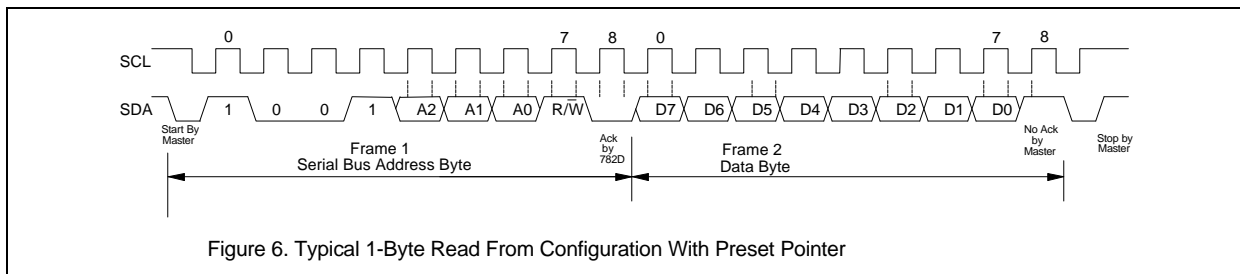 0 7 8 0 7 8
SCL
SDA 1 0 0 1 A2 A1 A0 R/W̅ D7 D6 D5 D4 D3 D2 D1 D0
Start By
Master
Ack
by
782D
No Ack
by
Master
Stop by
Master
Frame 1
Serial Bus Address Byte
Frame 2
Data Byte
Figure 6. Typical 1-Byte Read From Configuration With Preset Pointer